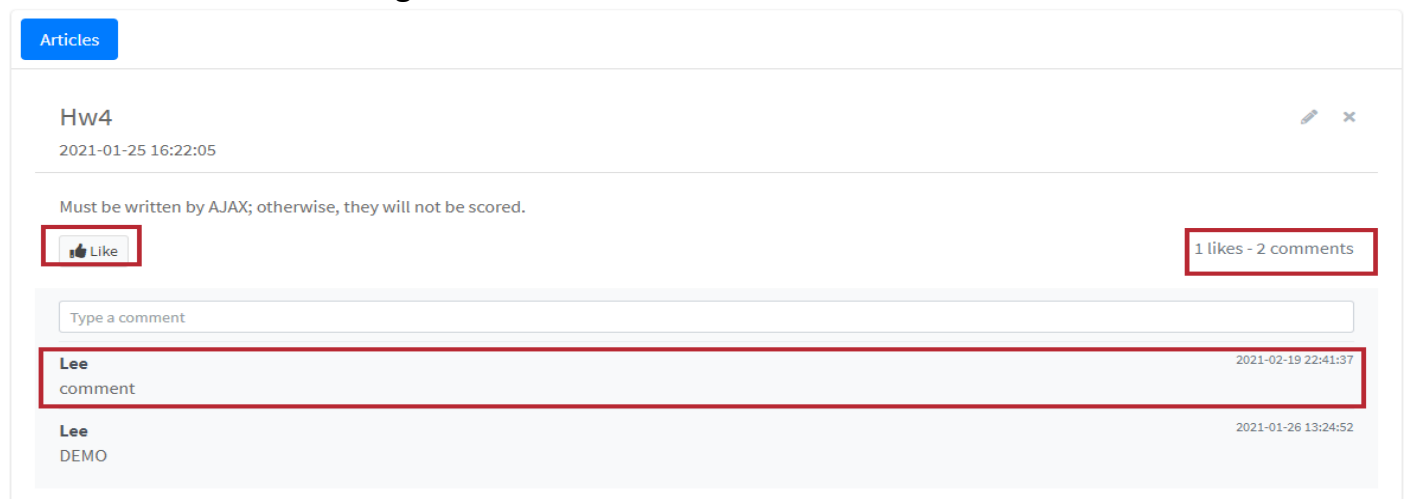 Articles
Hw4
2021-01-25 16:22:05
Must be written by AJAX; otherwise, they will not be scored.
Like
1 likes - 2 comments
Type a comment
Lee
2021-02-19 22:41:37
comment
Lee
2021-01-26 13:24:52
DEMO